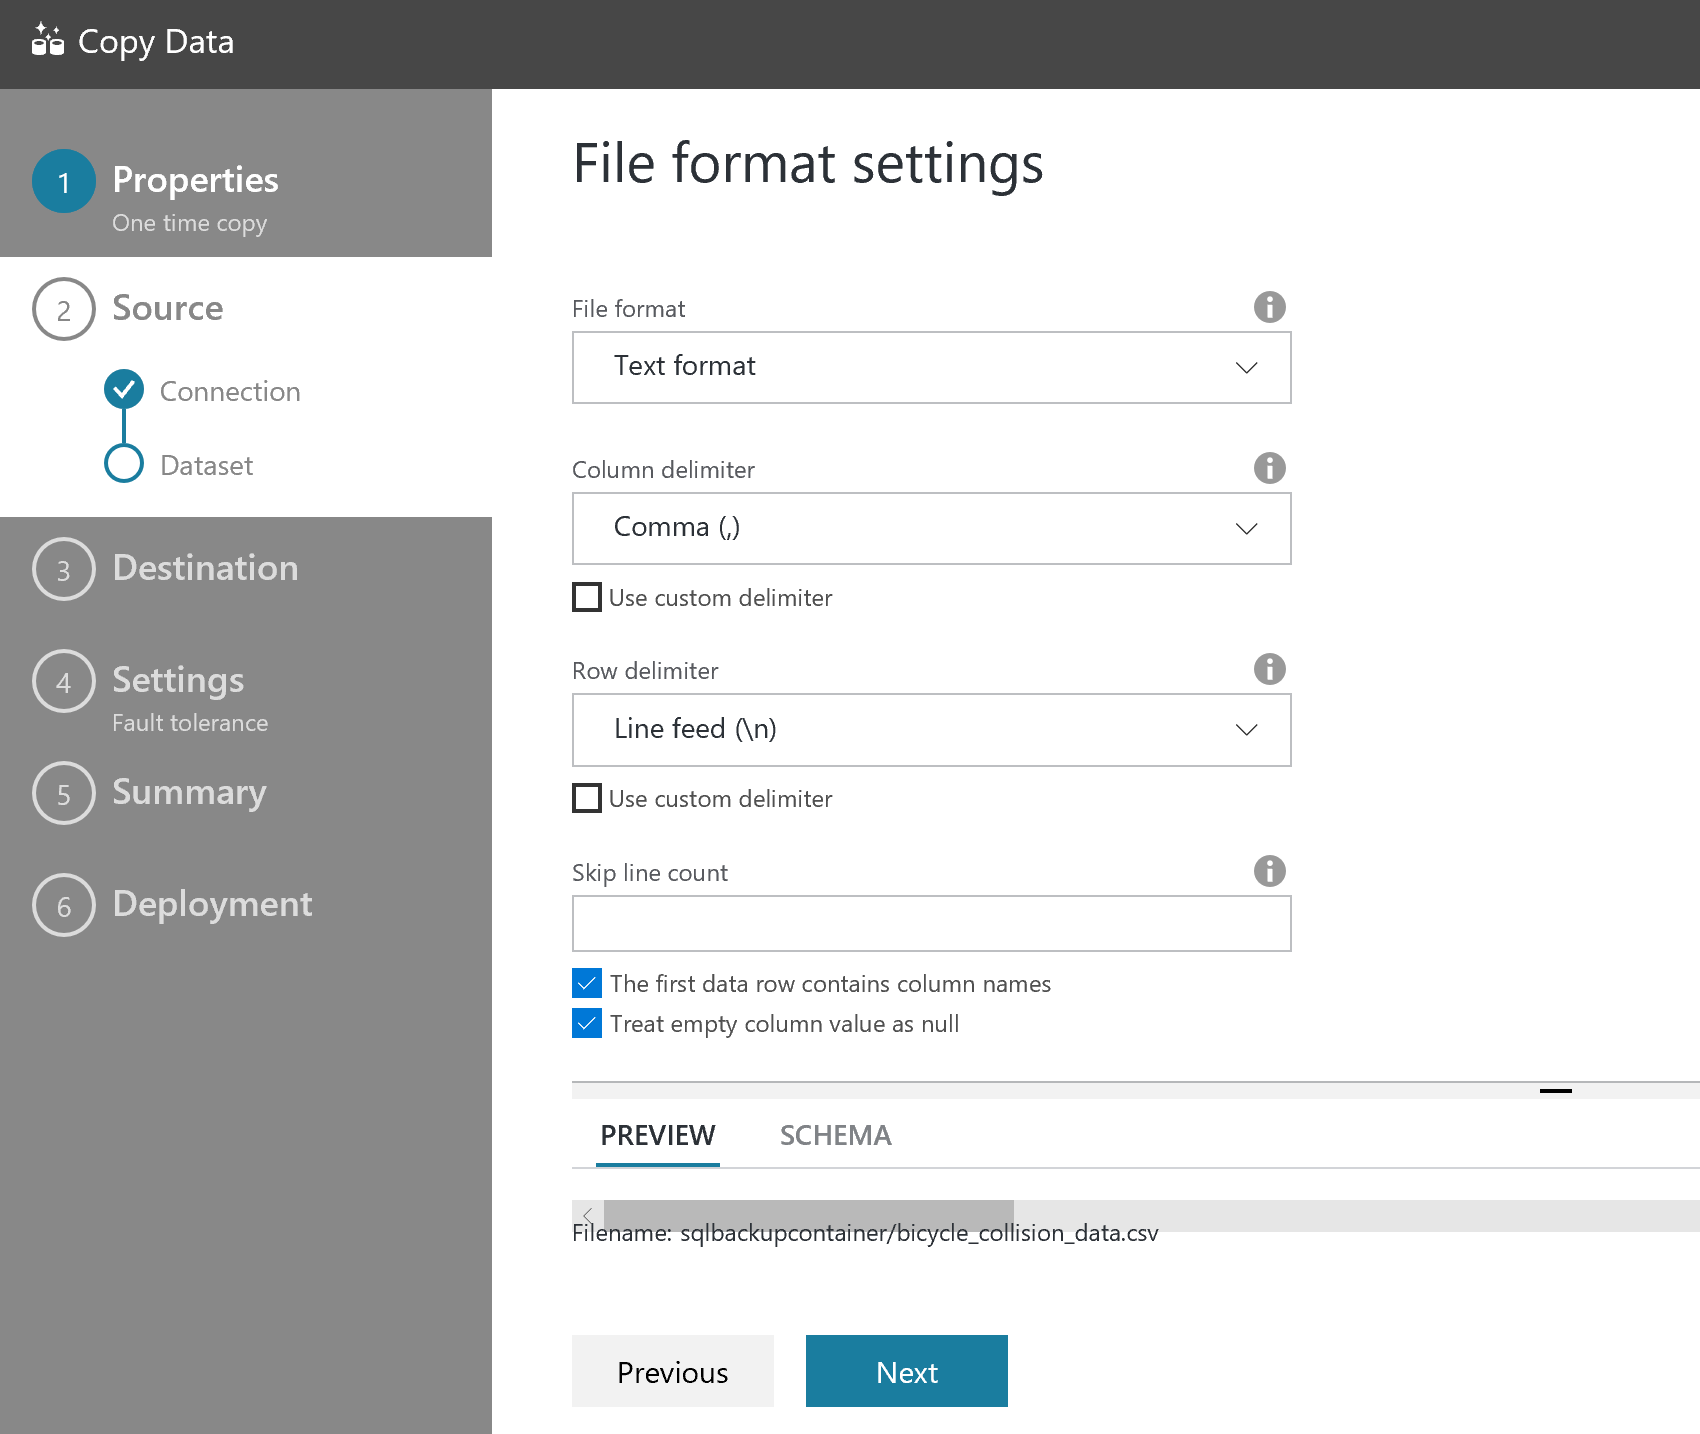 Copy Data
1 Properties
One time copy
2 Source
Connection
Dataset
3 Destination
4 Settings
Fault tolerance
5 Summary
6 Deployment
File format settings
File format
Text format
Column delimiter
Comma (,)
Use custom delimiter
Row delimiter
Line feed (\n)
Use custom delimiter
Skip line count
The first data row contains column names
Treat empty column value as null
PREVIEW SCHEMA
Filename: sqlbackupcontainer/bicycle_collision_data.csv
Previous Next